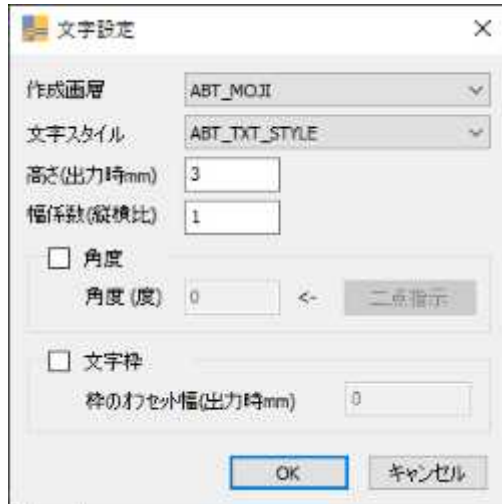 文字設定
作成画層 ABT_MOJI
文字スタイル ABT_TXT_STYLE
高さ(出力時mm) 3
幅係数(縦横比) 1
角度
角度 (度) 0 <- 二点指示
文字枠
枠のオフセット幅(出力時mm) 0
OK キャンセル